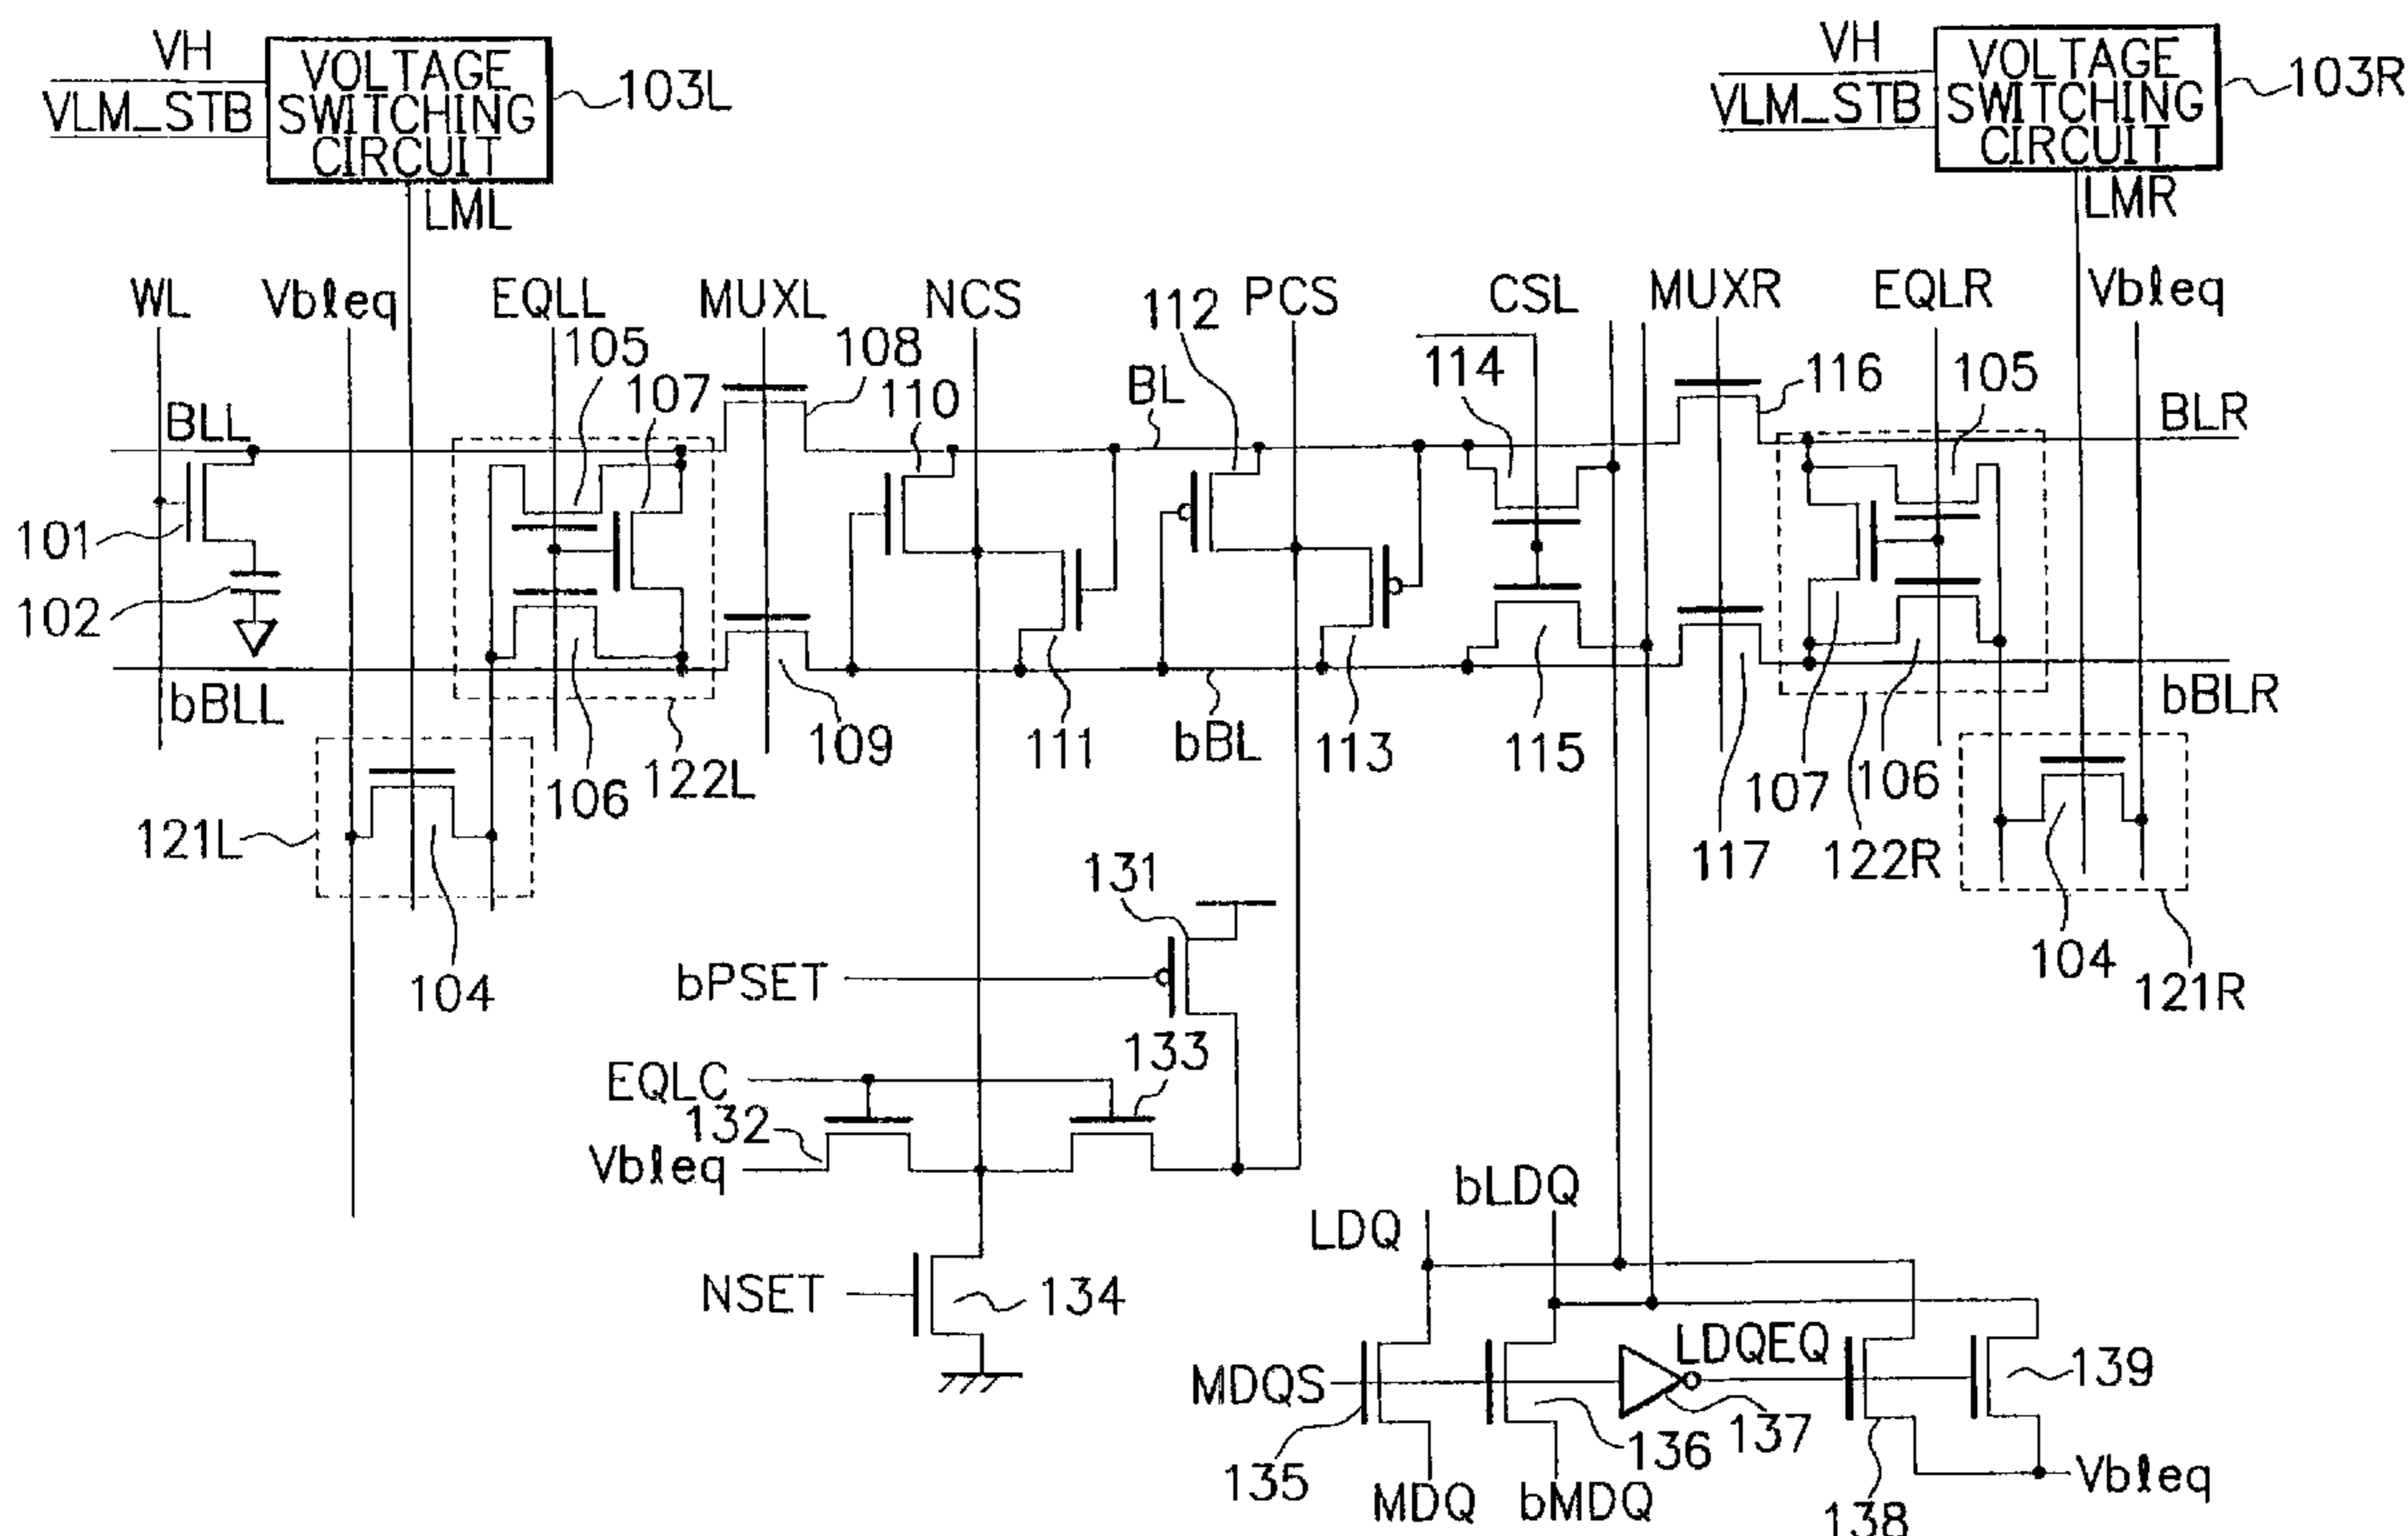 VH
VLM_STB
VOLTAGE
SWITCHING
CIRCUIT
103L
LML
VH
VLM_STB
VOLTAGE
SWITCHING
CIRCUIT
103R
LMR
WL
Vbleq
EQLL
MUXL
NCS
112
PCS
CSL
MUXR
EQLR
Vbleq
105
107
108
110
BL
114
116
105
BLL
BLR
101
102
bBLL
106
122L
109
111
bBL
113
115
117
107
106
122R
bBLR
121L
104
104
121R
131
bPSET
133
EQLC
132
Vbleq
NSET
134
LDQ
bLDQ
MDQS
LDQEQ
139
135
136
137
MDQ
bMDQ
138
Vbleq